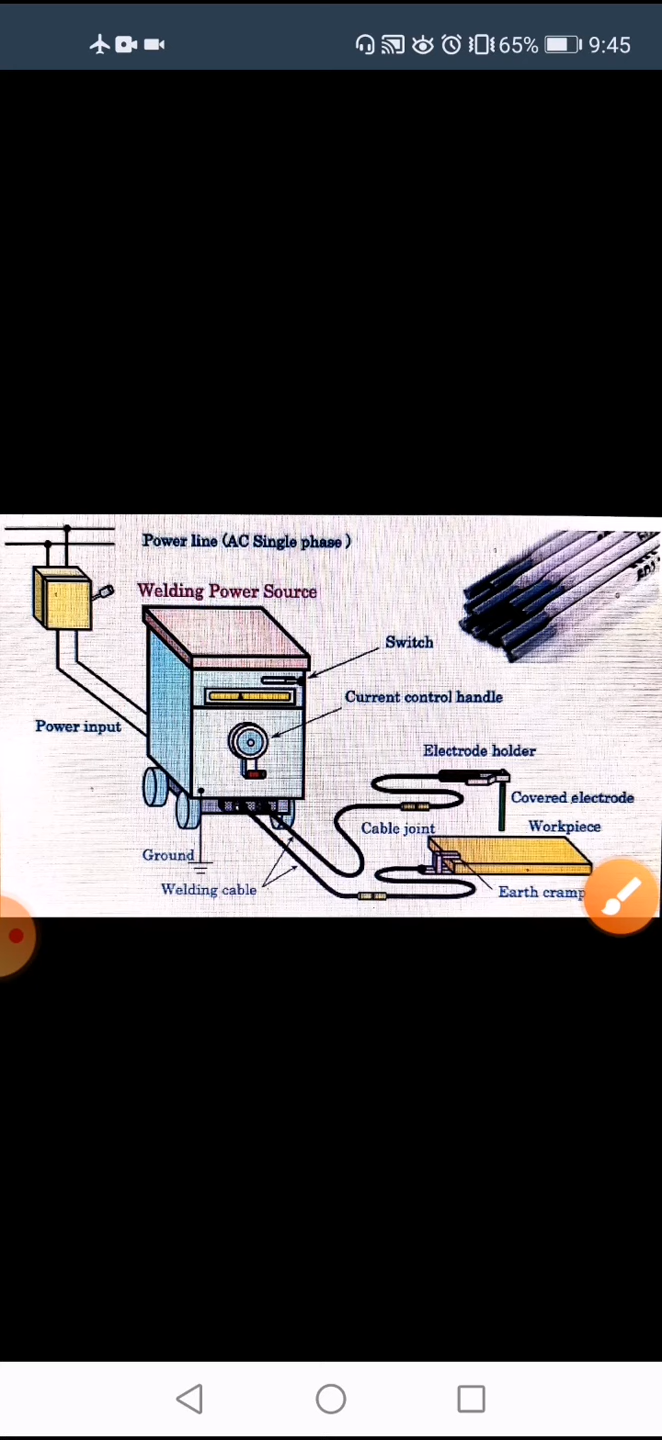 65% 9:45
Power line (AC Single phase)
Welding Power Source
Switch
Current control handle
Power input
Electrode holder
Covered electrode
Cable joint
Workpiece
Ground
Welding cable
Earth cramp